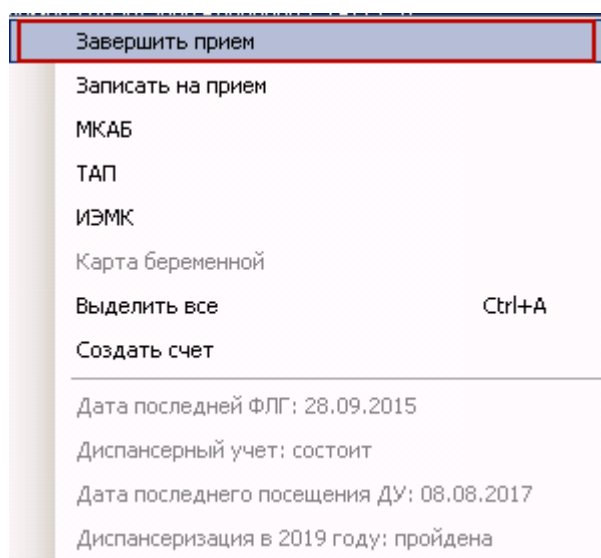 Завершить прием
Записать на прием
МКАБ
ТАП
ИЭМК
Карта беременной
Выделить все Ctrl+A
Создать счет
Дата последней ФЛГ: 28.09.2015
Диспансерный учет: состоит
Дата последнего посещения ДУ: 08.08.2017
Диспансеризация в 2019 году: пройдена